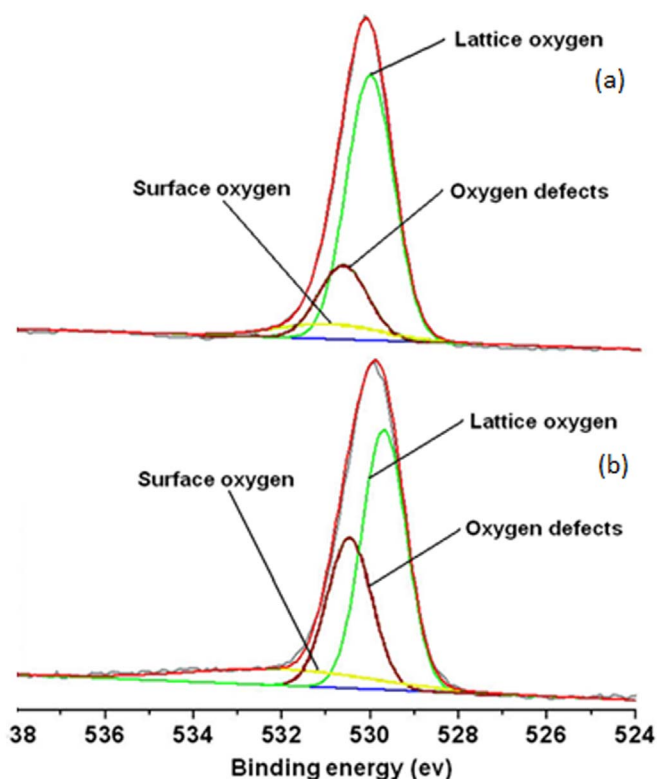 Lattice oxygen
(a)
Surface oxygen
Oxygen defects
Lattice oxygen
(b)
Surface oxygen
Oxygen defects
38 536 534 532 530 528 526 524
Binding energy (ev)